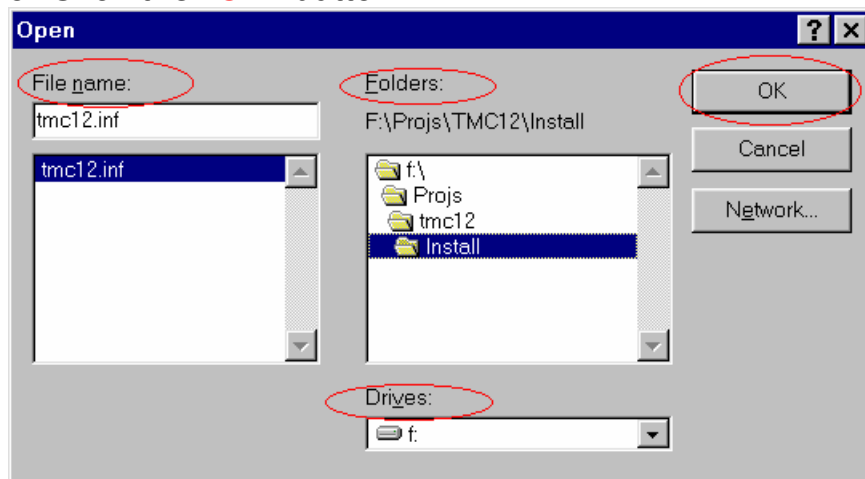 Open
File name:
tmc12.inf
tmc12.inf
Folders:
F:\Projs\TMC12\Install
f:\
Projs
tmc12
Install
Drives:
f:
OK
Cancel
Network...